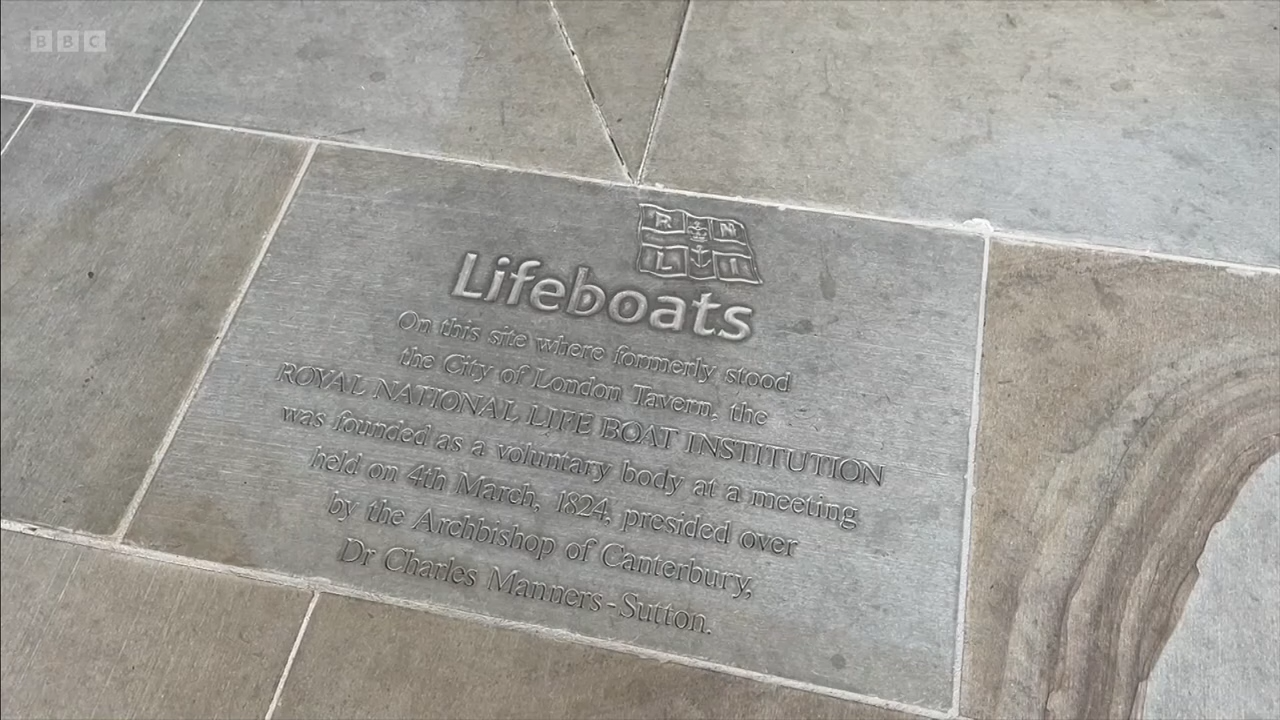 BBC
R N
L I
Lifeboats
On this site where formerly stood
the City of London Tavern, the
ROYAL NATIONAL LIFE BOAT INSTITUTION
was founded as a voluntary body at a meeting
held on 4th March, 1824, presided over
by the Archbishop of Canterbury,
Dr Charles Manners-Sutton.